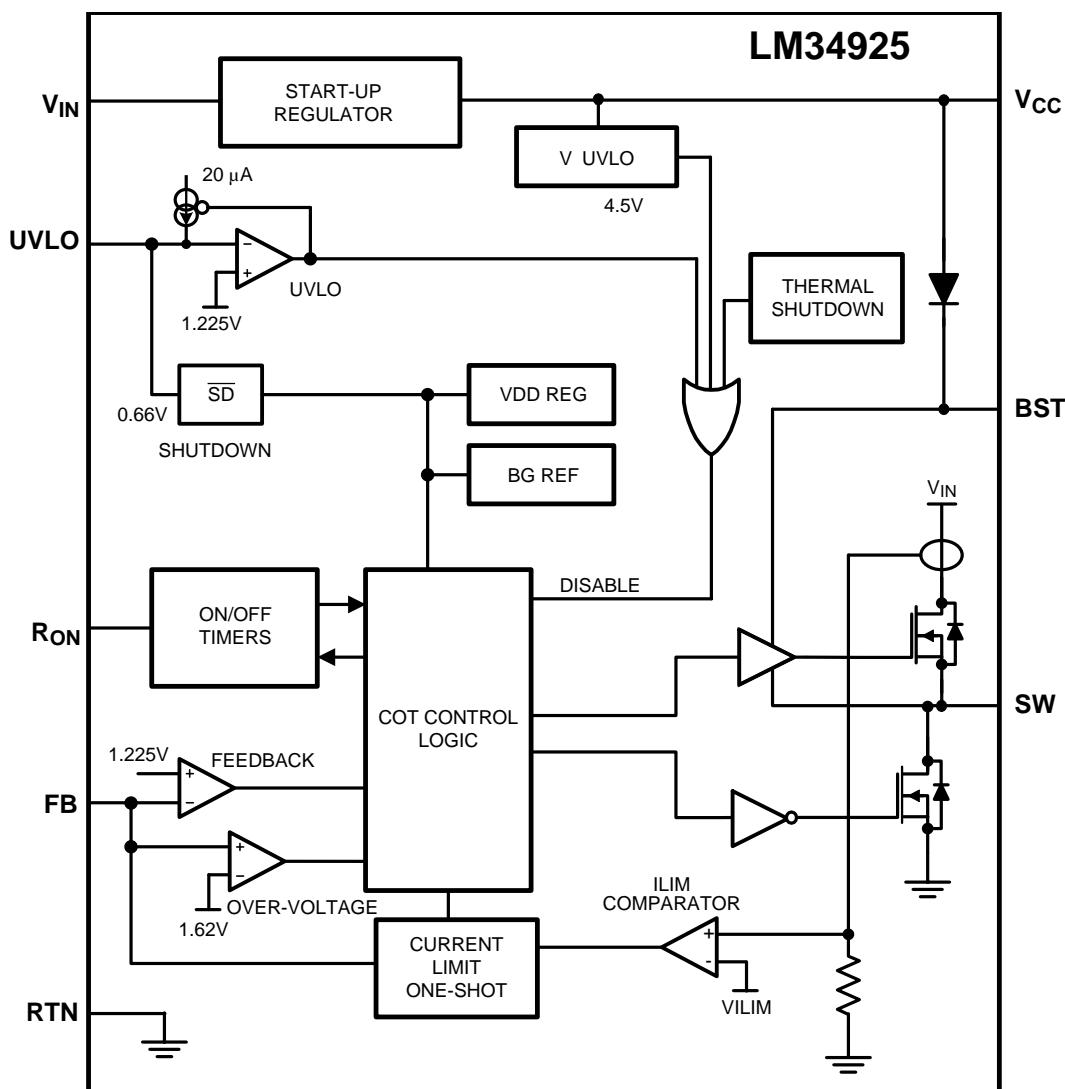 LM34925
START-UP
REGULATOR
VIN
VCC
V UVLO
4.5V
20 μA
UVLO
UVLO
1.225V
THERMAL
SHUTDOWN
SD
0.66V
SHUTDOWN
VDD REG
BG REF
BST
VIN
DISABLE
ON/OFF
TIMERS
RON
COT CONTROL
LOGIC
SW
1.225V
FEEDBACK
+
−
FB
+
−
OVER-VOLTAGE
1.62V
CURRENT
LIMIT
ONE-SHOT
ILIM
COMPARATOR
+
-
VILIM
RTN